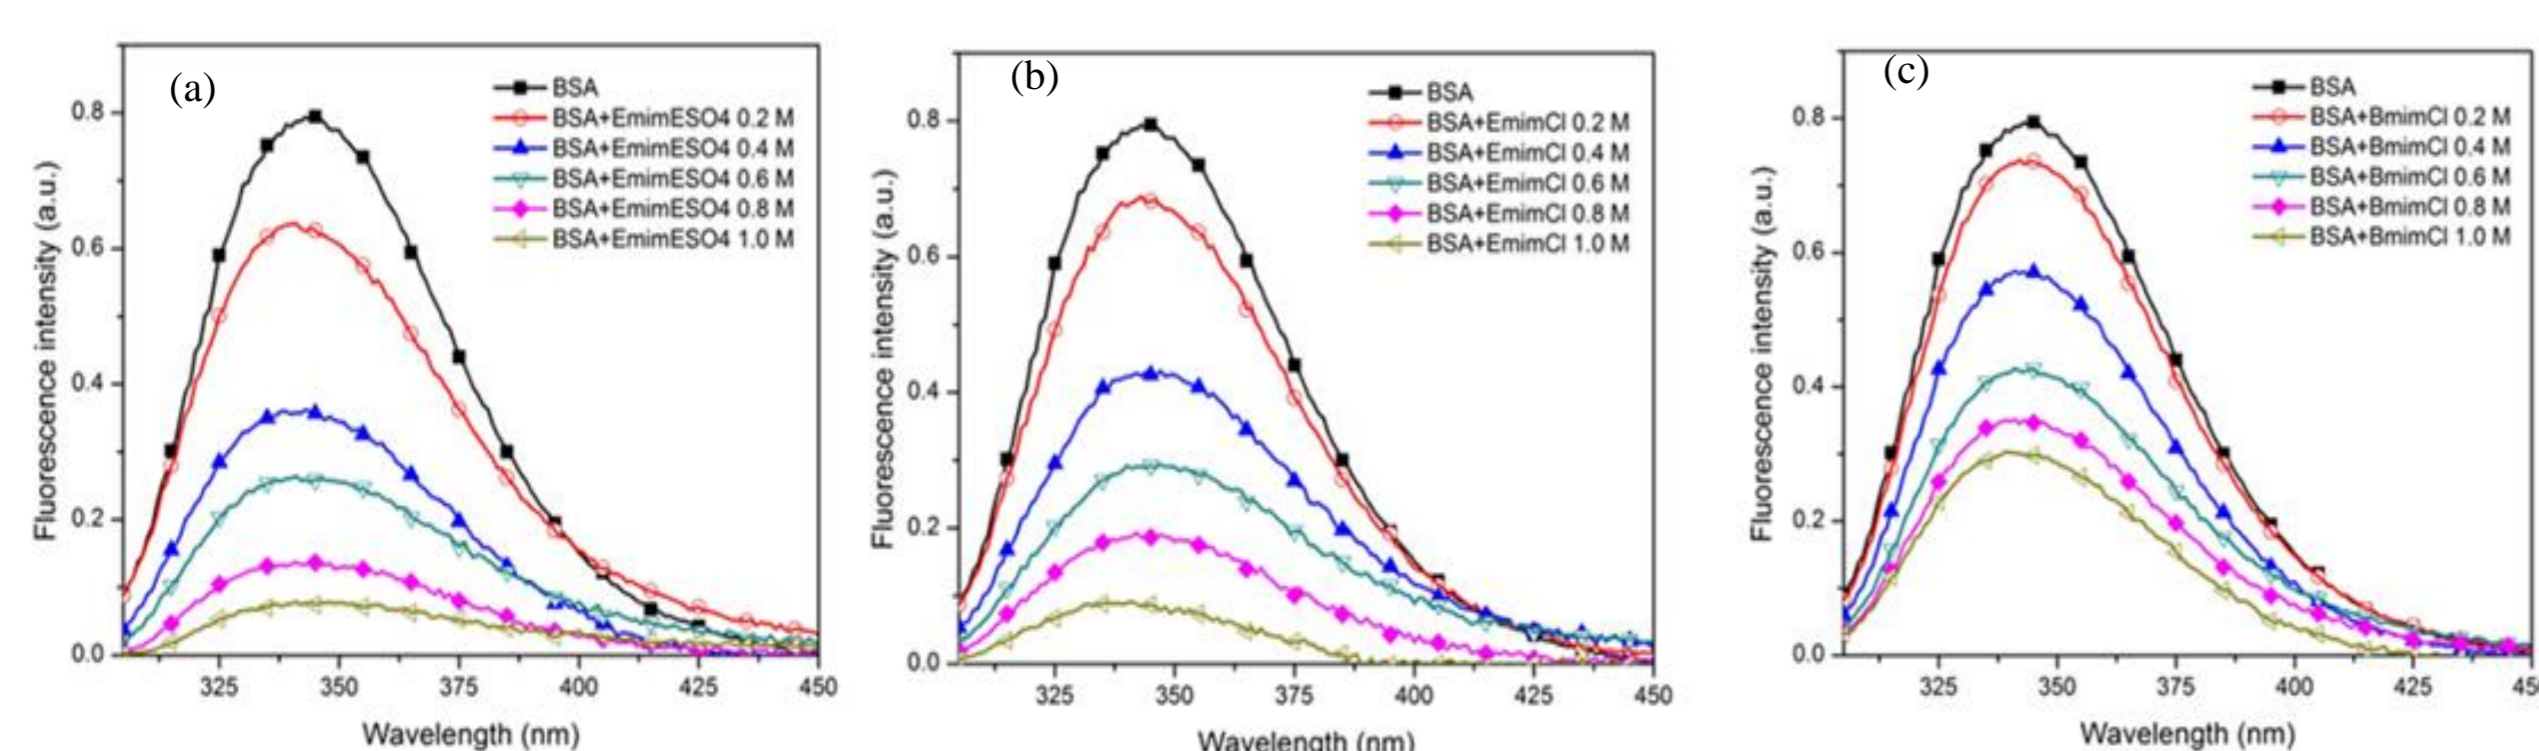 (a)
BSA
BSA+EmimESO4 0.2 M
BSA+EmimESO4 0.4 M
BSA+EmimESO4 0.6 M
BSA+EmimESO4 0.8 M
BSA+EmimESO4 1.0 M
Fluorescence intensity (a.u.)
0.8
0.6
0.4
0.2
0.0
325 350 375 400 425 450
Wavelength (nm)
(b)
BSA
BSA+EmimCl 0.2 M
BSA+EmimCl 0.4 M
BSA+EmimCl 0.6 M
BSA+EmimCl 0.8 M
BSA+EmimCl 1.0 M
Fluorescence intensity (a.u.)
0.8
0.6
0.4
0.2
0.0
325 350 375 400 425 450
Wavelength (nm)
(c)
BSA
BSA+BmimCl 0.2 M
BSA+BmimCl 0.4 M
BSA+BmimCl 0.6 M
BSA+BmimCl 0.8 M
BSA+BmimCl 1.0 M
Fluorescence intensity (a.u.)
0.8
0.6
0.4
0.2
0.0
325 350 375 400 425
Wavelength (nm)